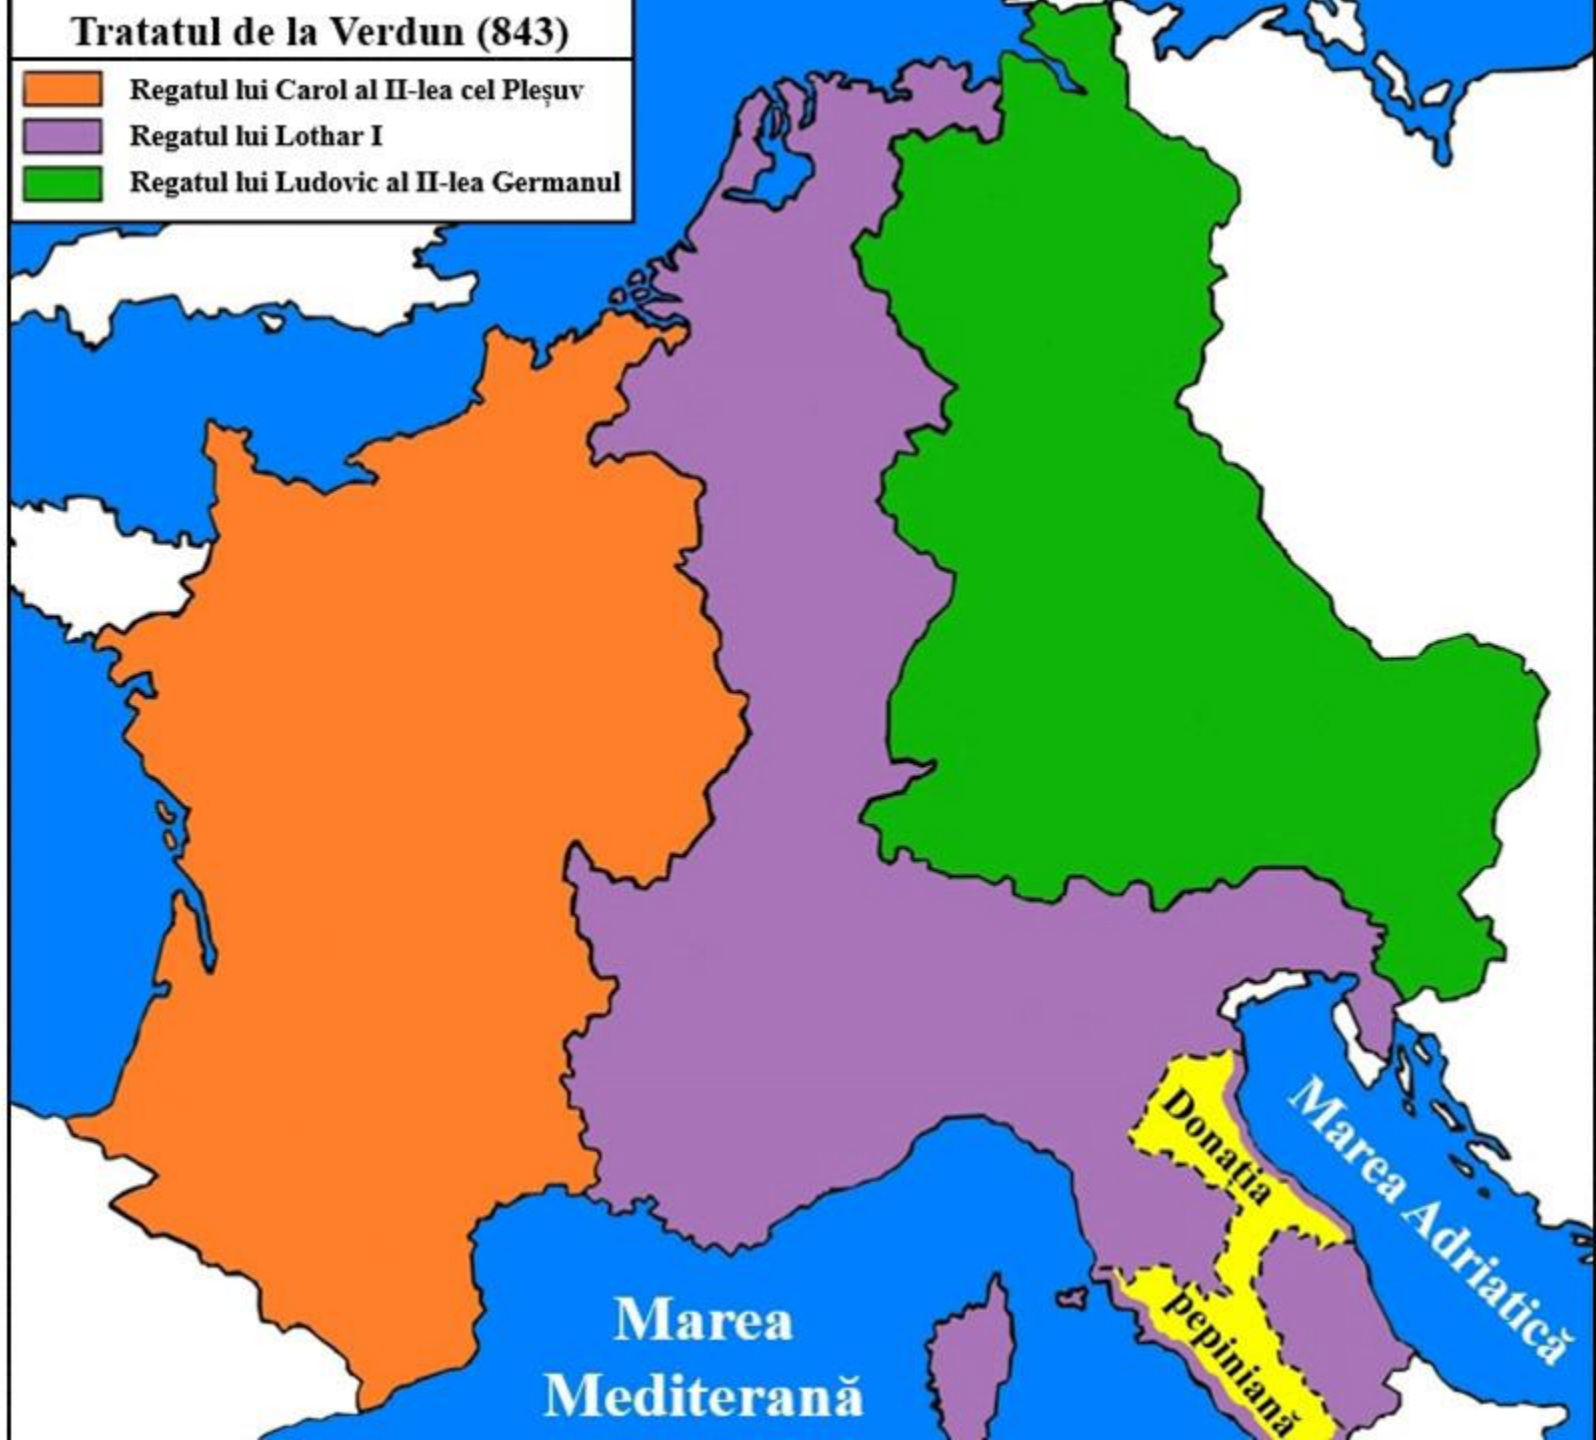 Tratatul de la Verdun (843)
Regatul lui Carol al II-lea cel Pleșuv
Regatul lui Lothar I
Regatul lui Ludovic al II-lea Germanul
Donația
pepiniană
Marea Adriatică
Marea
Mediterană